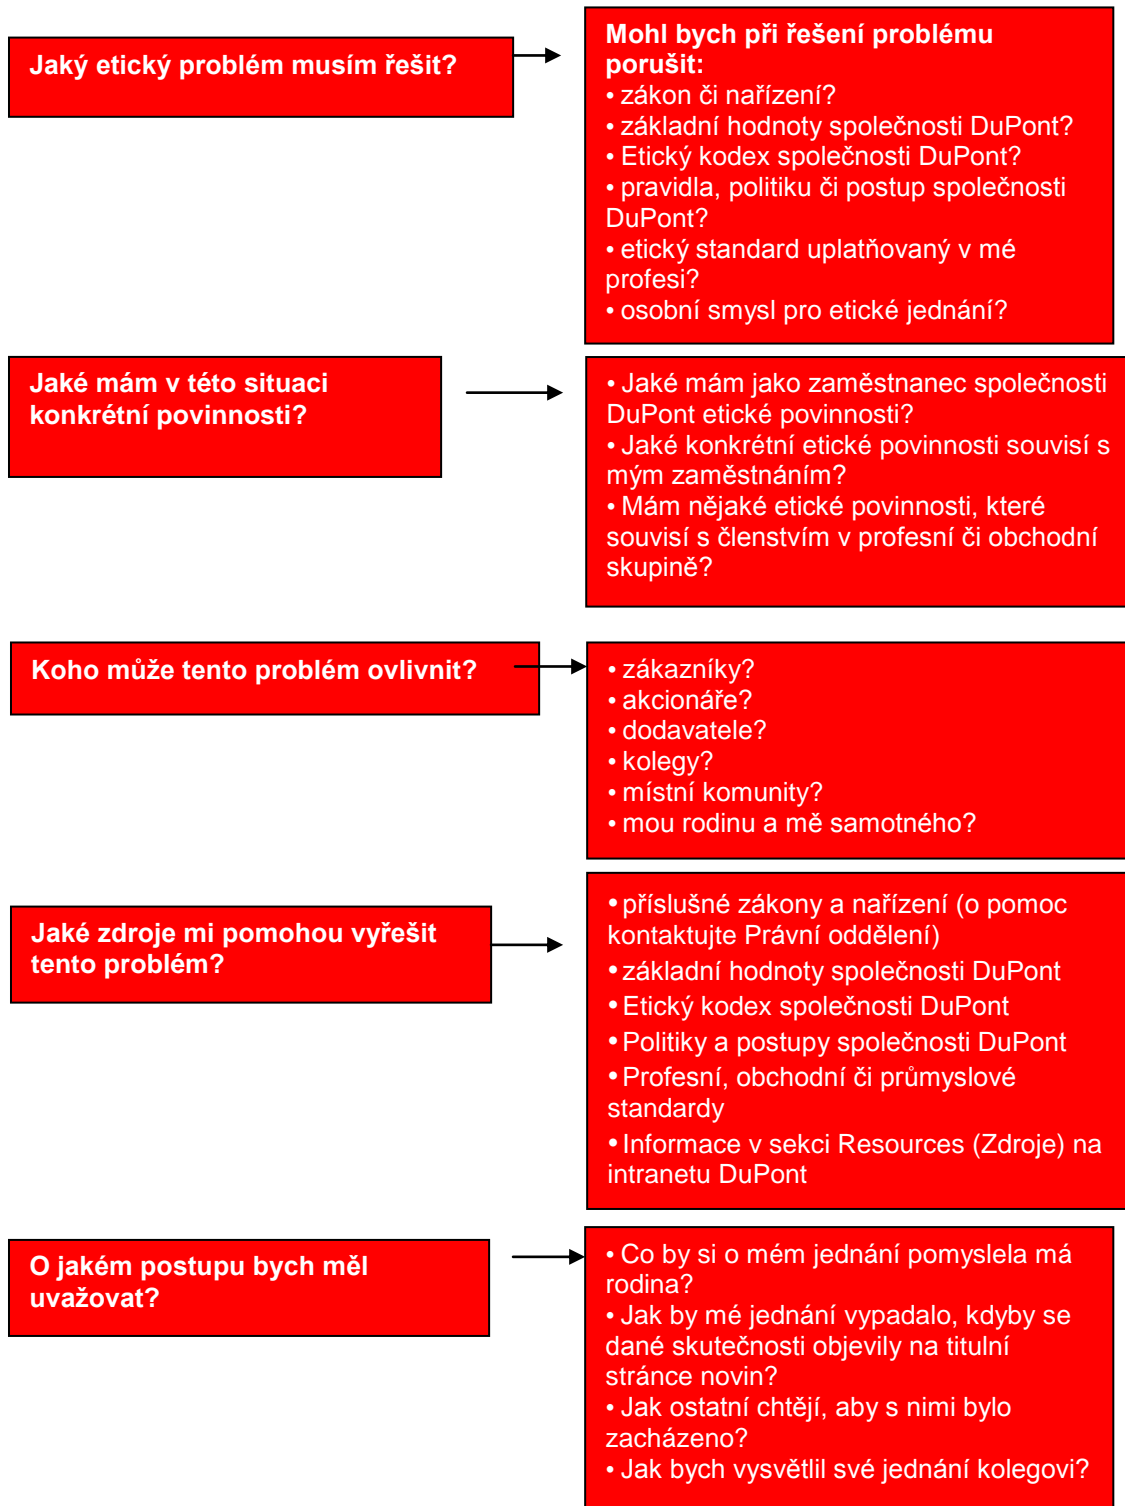 Jaký etický problém musím řešit?
Mohl bych při řešení problému
porušit:
• zákon či nařízení?
• základní hodnoty společnosti DuPont?
• Etický kodex společnosti DuPont?
• pravidla, politiku či postup společnosti
DuPont?
• etický standard uplatňovaný v mé
profesi?
• osobní smysl pro etické jednání?
Jaké mám v této situaci
konkrétní povinnosti?
• Jaké mám jako zaměstnanec společnosti
DuPont etické povinnosti?
• Jaké konkrétní etické povinnosti souvisí s
mým zaměstnáním?
• Mám nějaké etické povinnosti, které
souvisí s členstvím v profesní či obchodní
skupině?
Koho může tento problém ovlivnit?
• zákazníky?
• akcionáře?
• dodavatele?
• kolegy?
• místní komunity?
• mou rodinu a mě samotného?
Jaké zdroje mi pomohou vyřešit
tento problém?
• příslušné zákony a nařízení (o pomoc
kontaktujte Právní oddělení)
• základní hodnoty společnosti DuPont
• Etický kodex společnosti DuPont
• Politiky a postupy společnosti DuPont
• Profesní, obchodní či průmyslové
standardy
• Informace v sekci Resources (Zdroje) na
intranetu DuPont
O jakém postupu bych měl
uvažovat?
• Co by si o mém jednání pomyslela má
rodina?
• Jak by mé jednání vypadalo, kdyby se
dané skutečnosti objevily na titulní
stránce novin?
• Jak ostatní chtějí, aby s nimi bylo
zacházeno?
• Jak bych vysvětlil své jednání kolegovi?